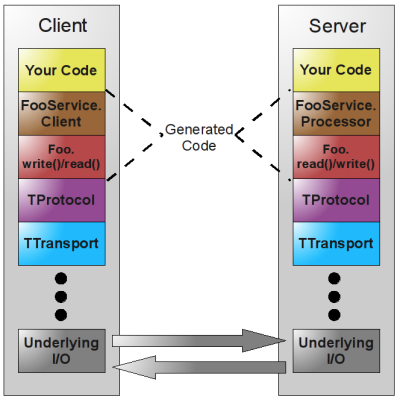 Client
Your Code
FooService.
Client
Foo.
write()/read()
TProtocol
TTransport
Underlying
I/O
Generated
Code
Server
Your Code
FooService.
Processor
Foo.
read()/write()
TProtocol
TTransport
Underlying
I/O